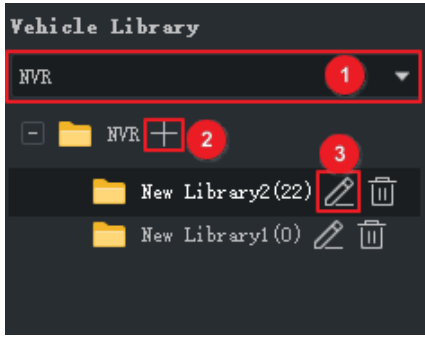 Vehicle Library
NVR
1
NVR
2
3
New Library2(22)
New Library1(0)